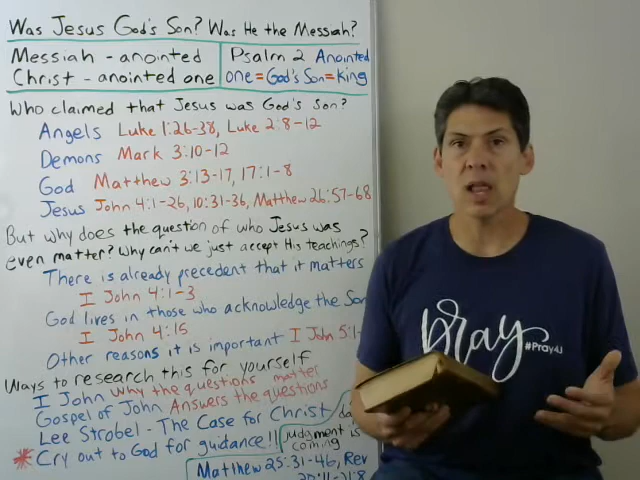 Was Jesus God's Son? Was He the Messiah?
Messiah - anointed
Christ - anointed one
Psalm 2 Anointed
one = God's Son = King
Who claimed that Jesus was God's Son?
Angels Luke 1:26-38, Luke 2:8-12
Demons Mark 3:10-12
God Matthew 3:13-17, 17:1-8
Jesus John 4:1-26, 10:31-36, Matthew 26:57-68
But why does the question of who Jesus was
even matter? Why can't we just accept His teachings?
There is already precedent that it matters
I John 4:1-3
God lives in those who acknowledge the Son
I John 4:15
Other reasons it is important I John 5:1-
Ways to research this for yourself
I John Why the questions matter
Gospel of John Answers the questions
Lee Strobel - The Case for Christ
Cry out to God for guidance!!
judgment is
coming
Matthew 25:31-46, Rev
20:11-21:8
pray
#Pray4U